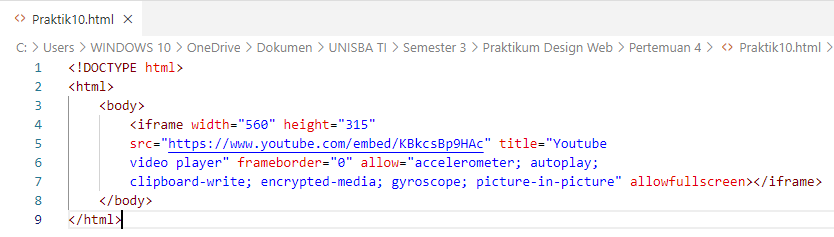 <> Praktik10.html ×
C: > Users > WINDOWS 10 > OneDrive > Dokumen > UNISBA TI > Semester 3 > Praktikum Design Web > Pertemuan 4 > <> Praktik10.html >
1 <!DOCTYPE html>
2 <html>
3 <body>
4 <iframe width="560" height="315"
5 src="https://www.youtube.com/embed/KBkcsBp9HAc" title="Youtube
6 video player" frameborder="0" allow="accelerometer; autoplay;
7 clipboard-write; encrypted-media; gyroscope; picture-in-picture" allowfullscreen></iframe>
8 </body>
9 </html>